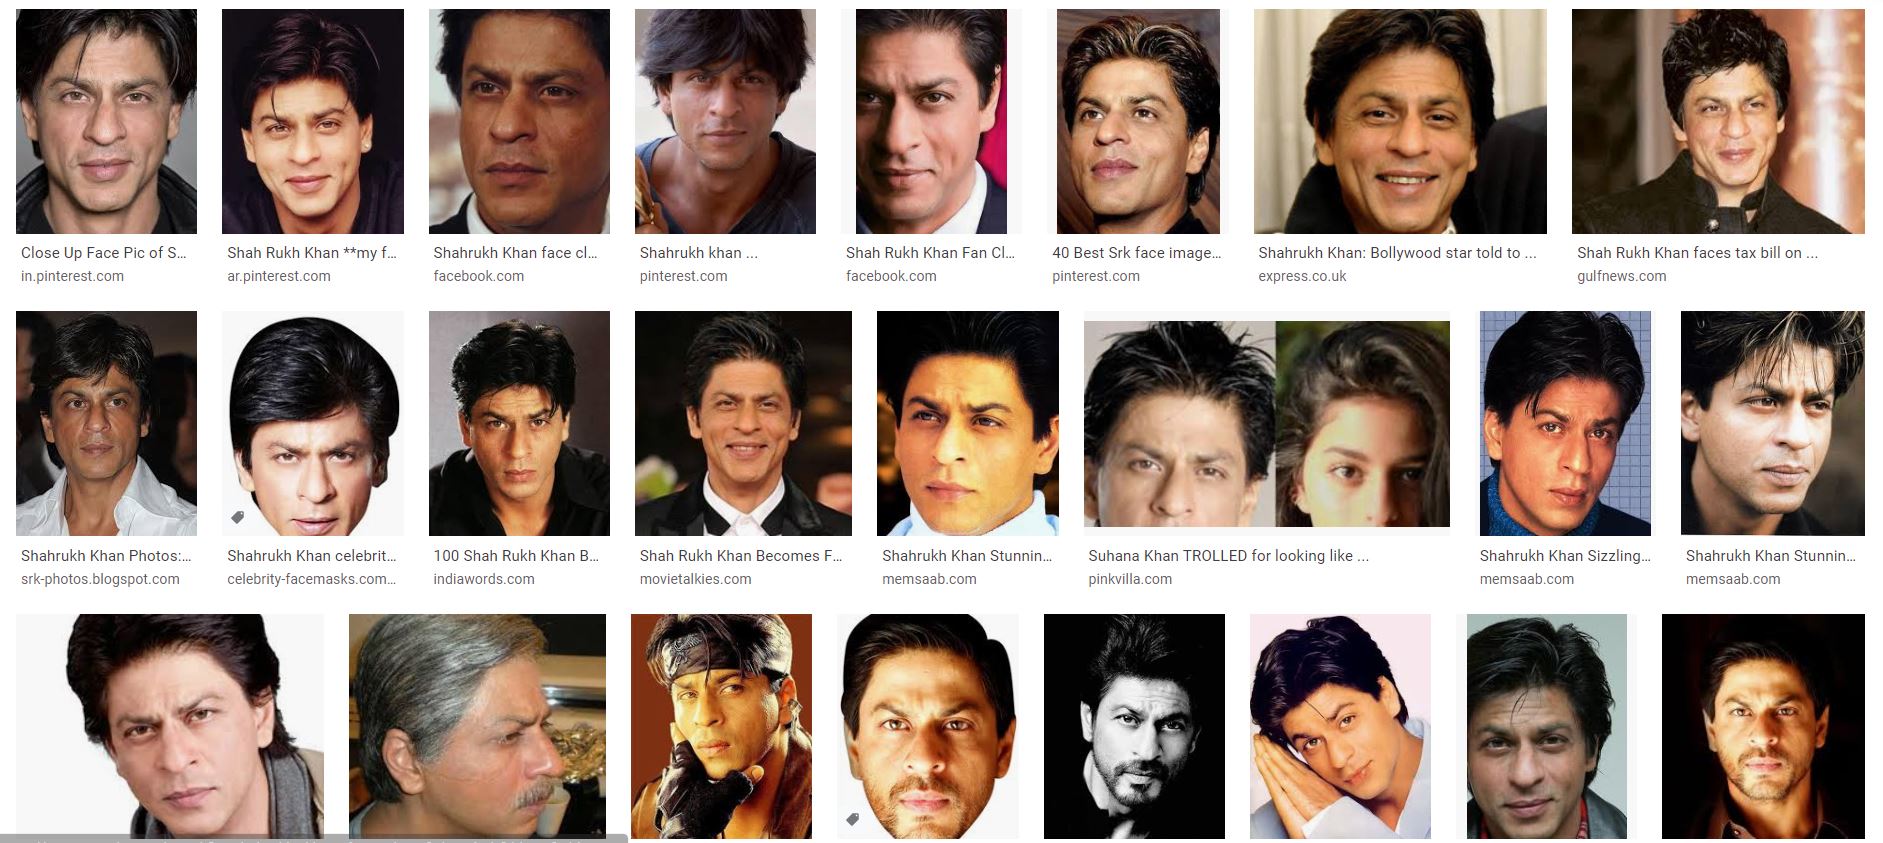 Close Up Face Pic of S...
in.pinterest.com
Shah Rukh Khan **my f...
ar.pinterest.com
Shahrukh Khan face cl...
facebook.com
Shahrukh khan ...
pinterest.com
Shah Rukh Khan Fan Cl...
facebook.com
40 Best Srk face image...
pinterest.com
Shahrukh Khan: Bollywood star told to ...
express.co.uk
Shah Rukh Khan faces tax bill on ...
gulfnews.com
Shahrukh Khan Photos:...
srk-photos.blogspot.com
Shahrukh Khan celebrit...
celebrity-facemasks.com...
100 Shah Rukh Khan B...
indiawords.com
Shah Rukh Khan Becomes F...
movietalkies.com
Shahrukh Khan Stunnin...
memsaab.com
Suhana Khan TROLLED for looking like ...
pinkvilla.com
Shahrukh Khan Sizzling...
memsaab.com
Shahrukh Khan Stunnin...
memsaab.com